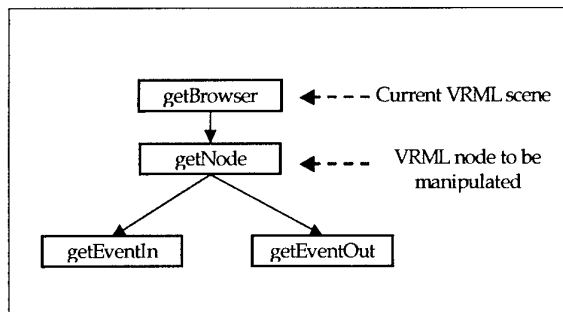 getBrowser
Current VRML scene
getNode
VRML node to be
manipulated
getEventIn
getEventOut